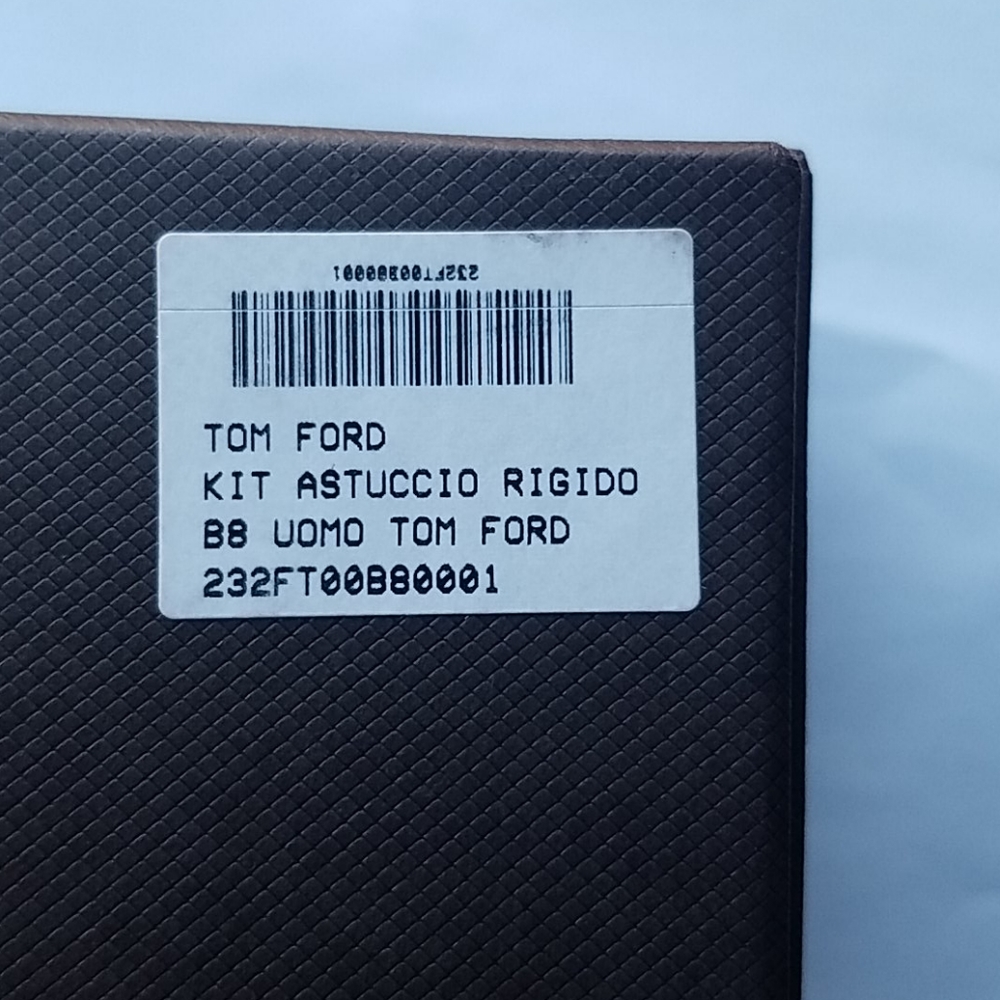 232FT00B80001
TOM FORD
KIT ASTUCCIO RIGIDO
B8 UOMO TOM FORD
232FT00B80001